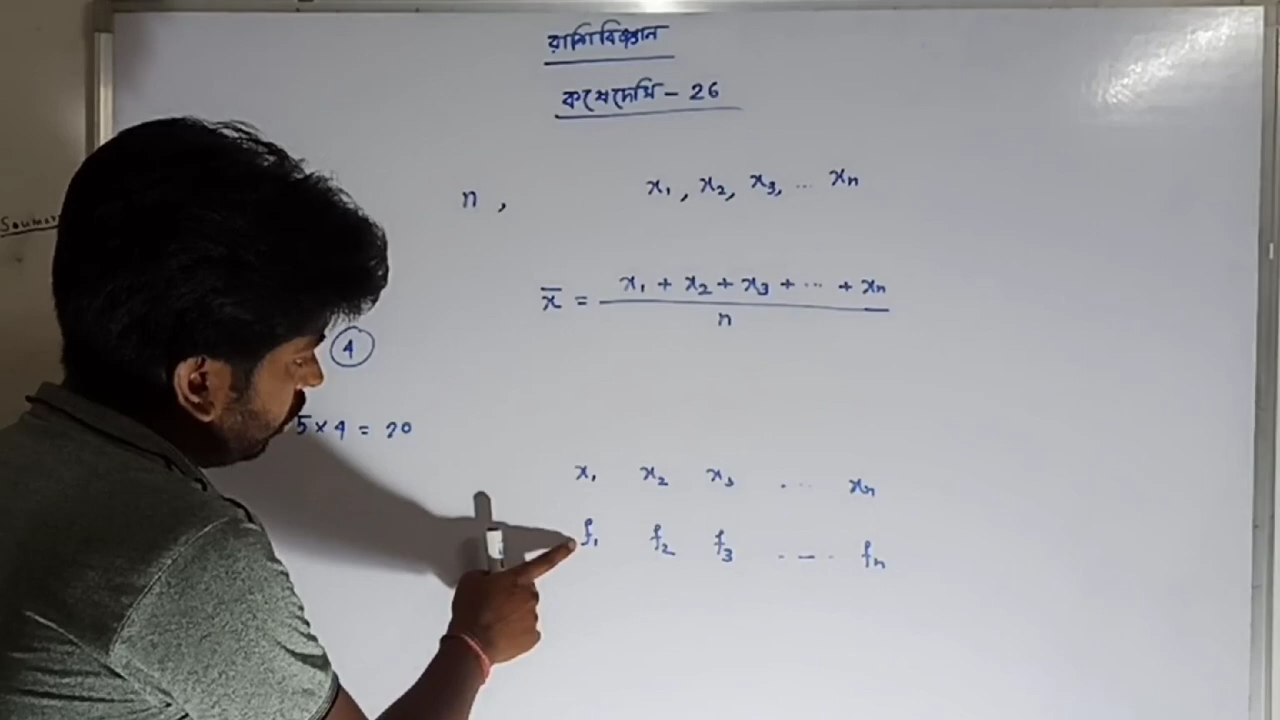 রাশিবিজ্ঞান
কষেদেখি - 26
n , x₁ , x₂, x₃, ... xₙ
x̄ = x₁ + x₂ + x₃ + ... + xₙ
n
4
5 × 4 = 20
x₁ x₂ x₃ ... xₙ
f₁ f₂ f₃ .... fₙ